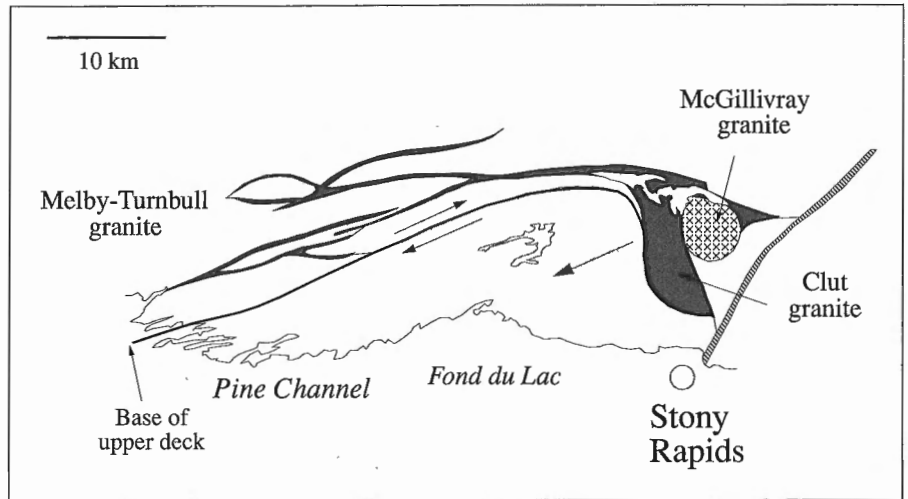 10 km
McGillivray
granite
Melby-Turnbull
granite
Clut
granite
Pine Channel
Fond du Lac
Base of
upper deck
Stony
Rapids